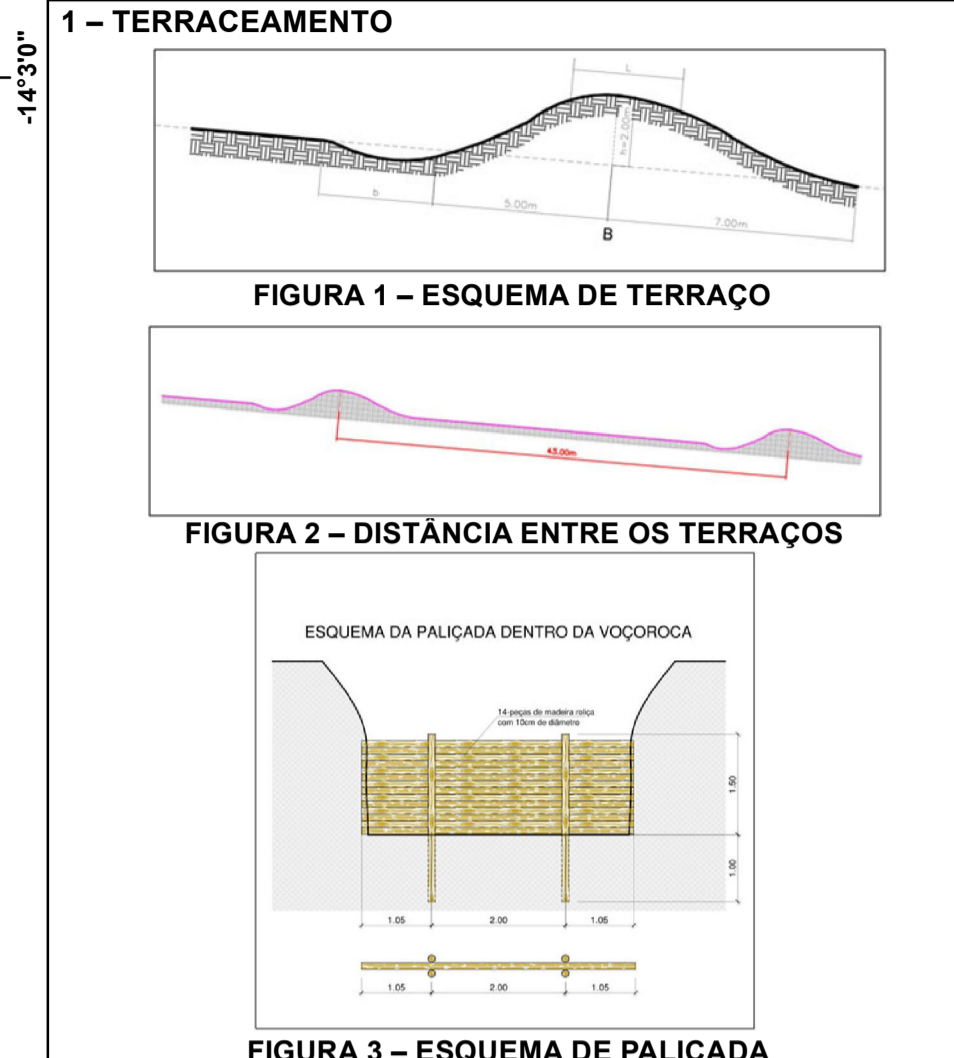 -14°3'0"
1 – TERRACEAMENTO
L
h=2.00m
b
5.00m
B
7.00m
FIGURA 1 – ESQUEMA DE TERRAÇO
45.00m
FIGURA 2 – DISTÂNCIA ENTRE OS TERRAÇOS
ESQUEMA DA PALIÇADA DENTRO DA VOÇOROCA
14-peças de madeira roliça
com 10cm de diâmetro
1.50
1.00
1.05 2.00 1.05
1.05 2.00 1.05
FIGURA 3 – ESQUEMA DE PALIÇADA